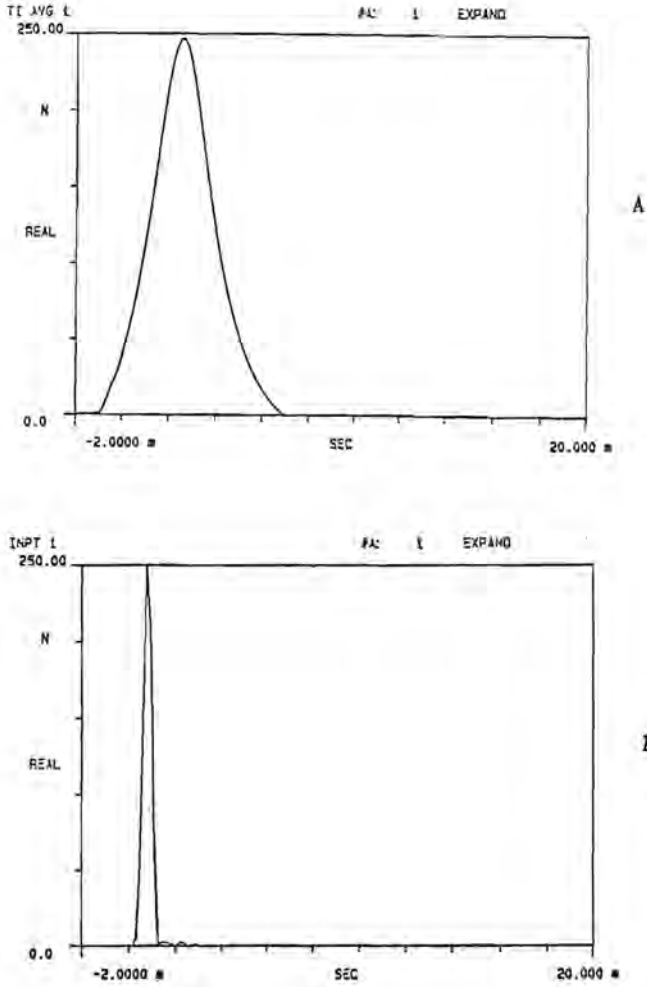 TI AVG 1 #A: 1 EXPAND
250.00
N
A
REAL
0.0
-2.0000 m SEC 20.000 m
INPT 1 #A: 1 EXPAND
250.00
N
REAL
0.0
-2.0000 m SEC 20.000 m